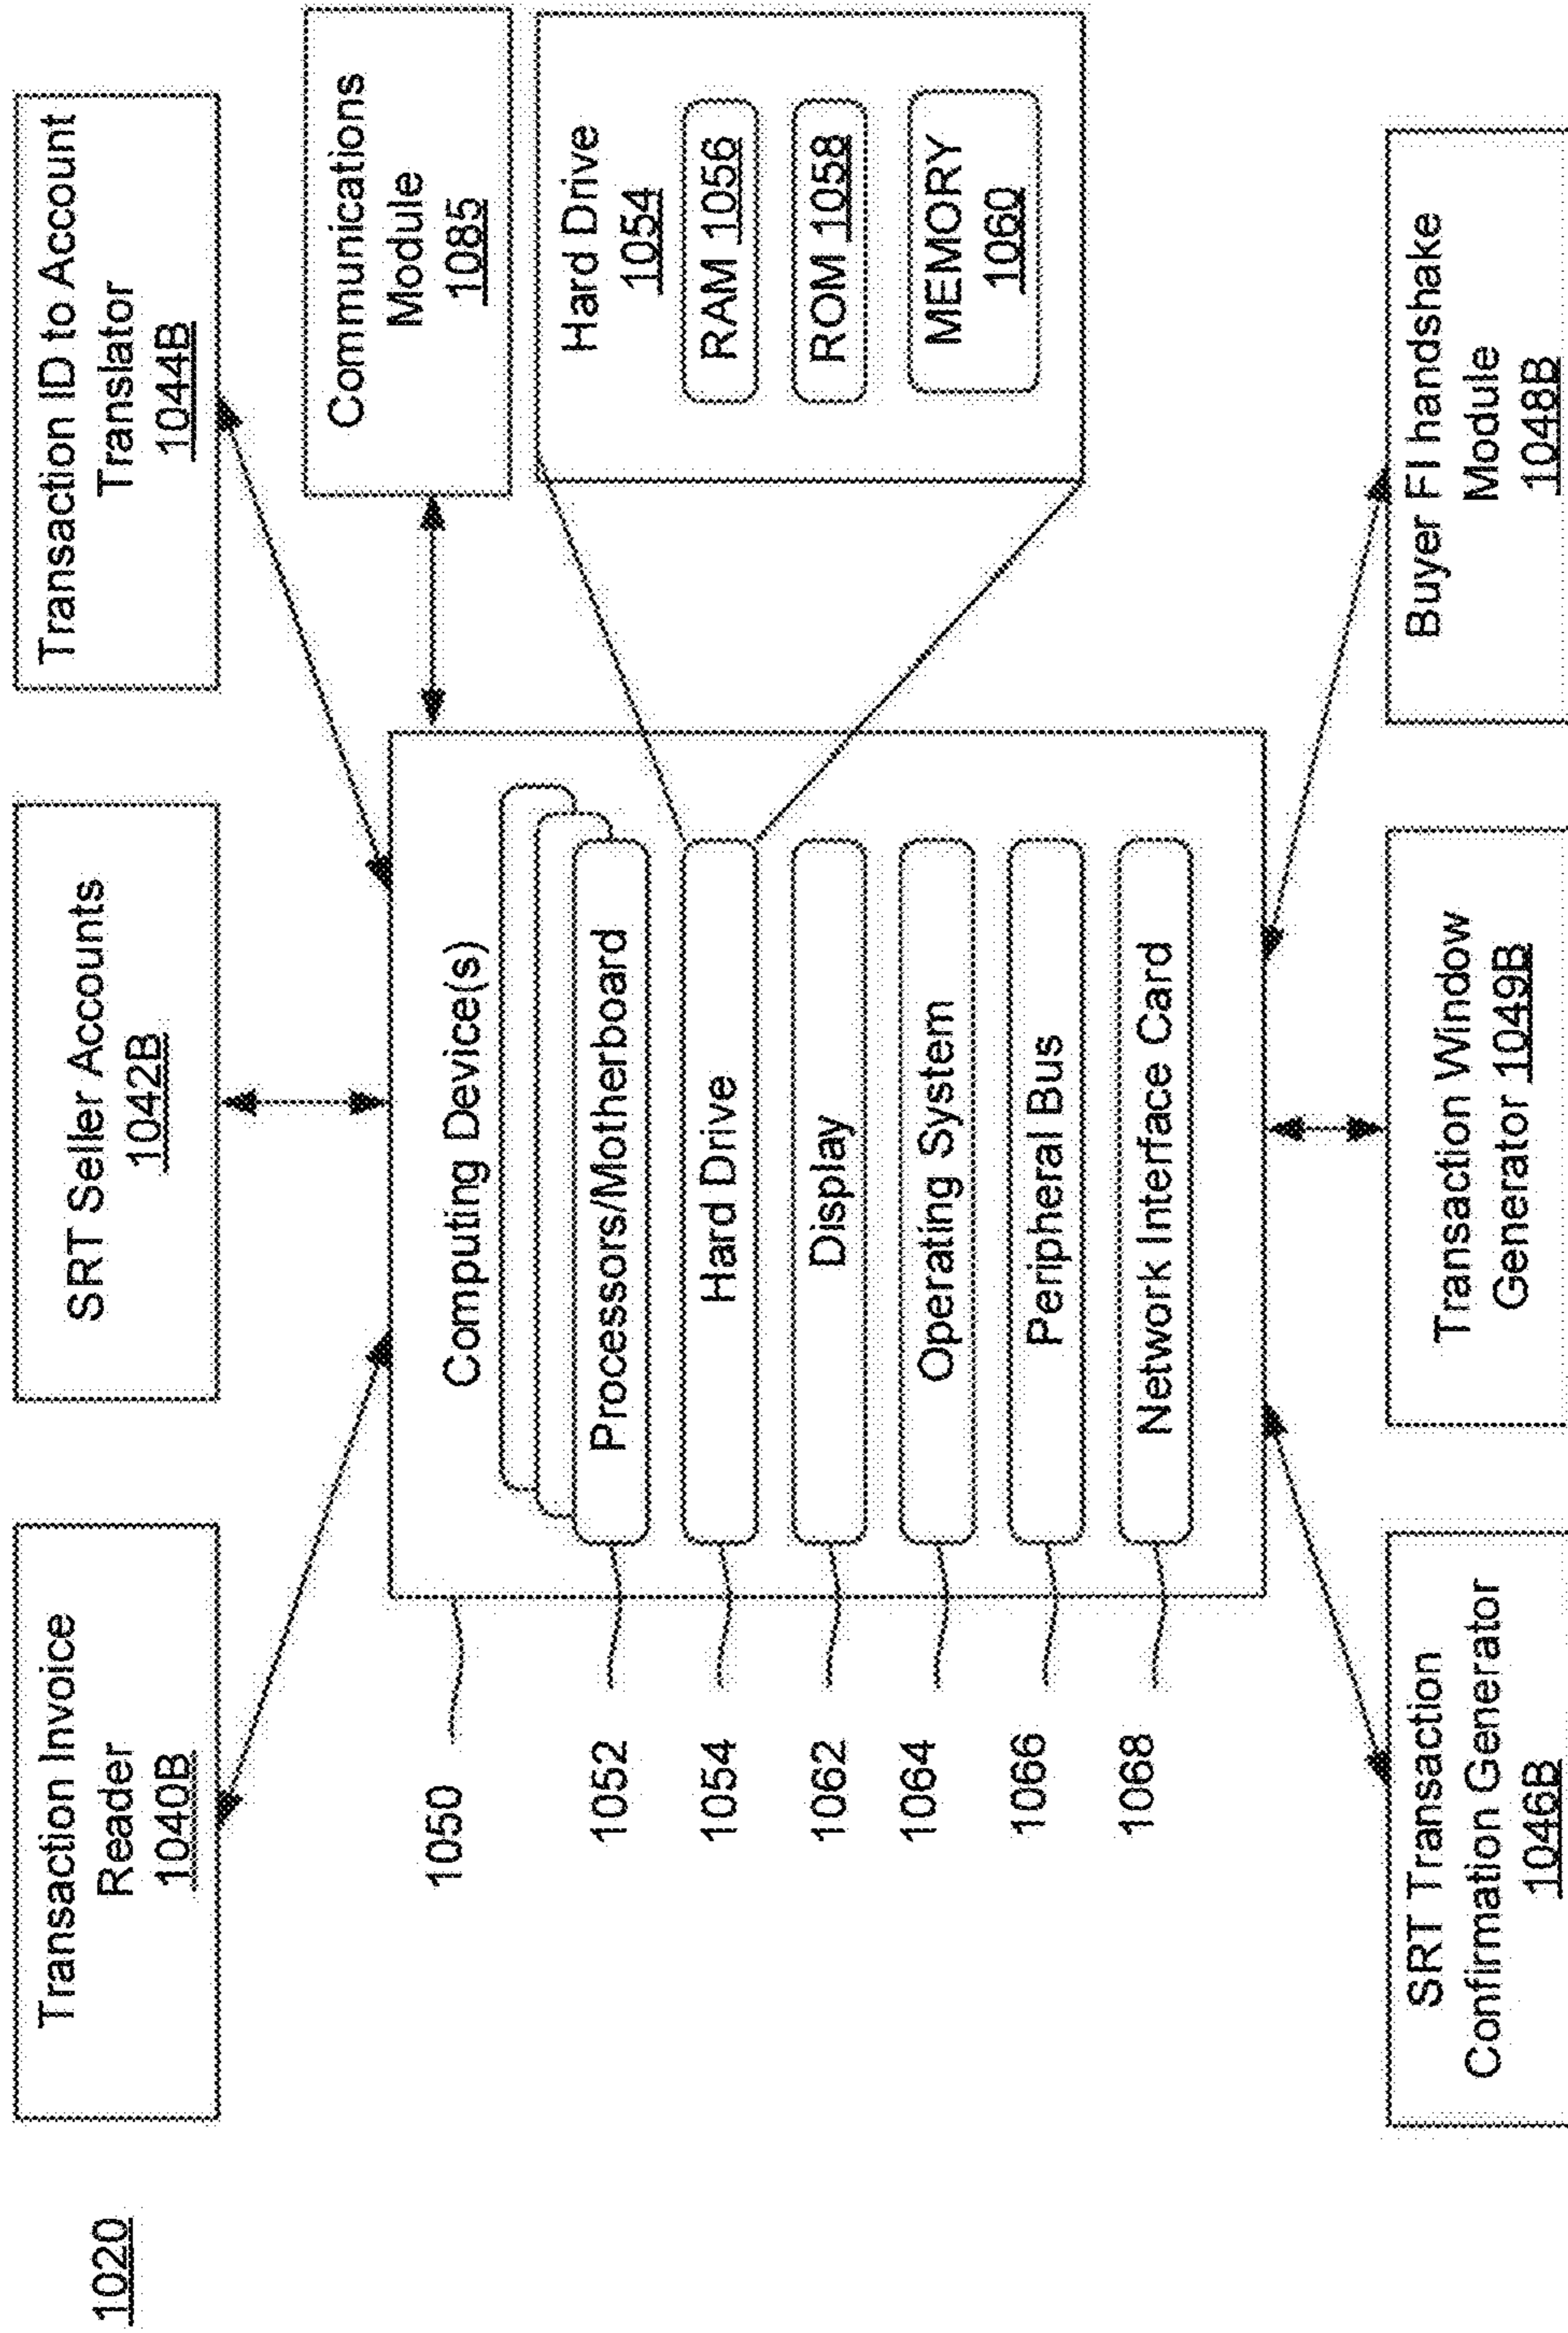 1020
Transaction Invoice
Reader
1040B
SRT Seller Accounts
1042B
Transaction ID to Account
Translator
1044B
Communications
Module
1085
1050
Computing Device(s)
1052
Processors/Motherboard
1054
Hard Drive
1062
Display
1064
Operating System
1066
Peripheral Bus
1068
Network Interface Card
Hard Drive
1054
RAM 1056
ROM 1058
MEMORY
1060
SRT Transaction
Confirmation Generator
1046B
Transaction Window
Generator 1049B
Buyer FI handshake
Module
1048B